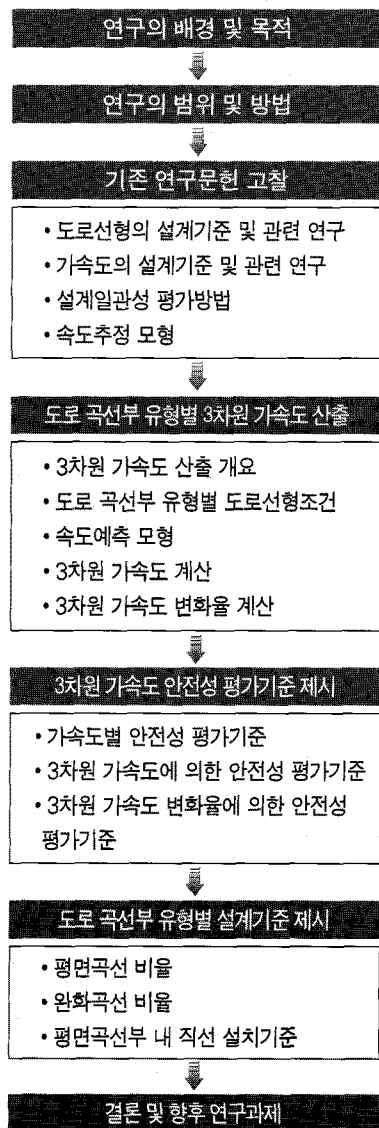 연구의 배경 및 목적
연구의 범위 및 방법
기존 연구문헌 고찰
• 도로선형의 설계기준 및 관련 연구
• 가속도의 설계기준 및 관련 연구
• 설계일관성 평가방법
• 속도추정 모형
도로 곡선부 유형별 3차원 가속도 산출
• 3차원 가속도 산출 개요
• 도로 곡선부 유형별 도로선형조건
• 속도예측 모형
• 3차원 가속도 계산
• 3차원 가속도 변화율 계산
3차원 가속도 안전성 평가기준 제시
• 가속도별 안전성 평가기준
• 3차원 가속도에 의한 안전성 평가기준
• 3차원 가속도 변화율에 의한 안전성
평가기준
도로 곡선부 유형별 설계기준 제시
• 평면곡선 비율
• 완화곡선 비율
• 평면곡선부 내 직선 설치기준
결론 및 향후 연구과제